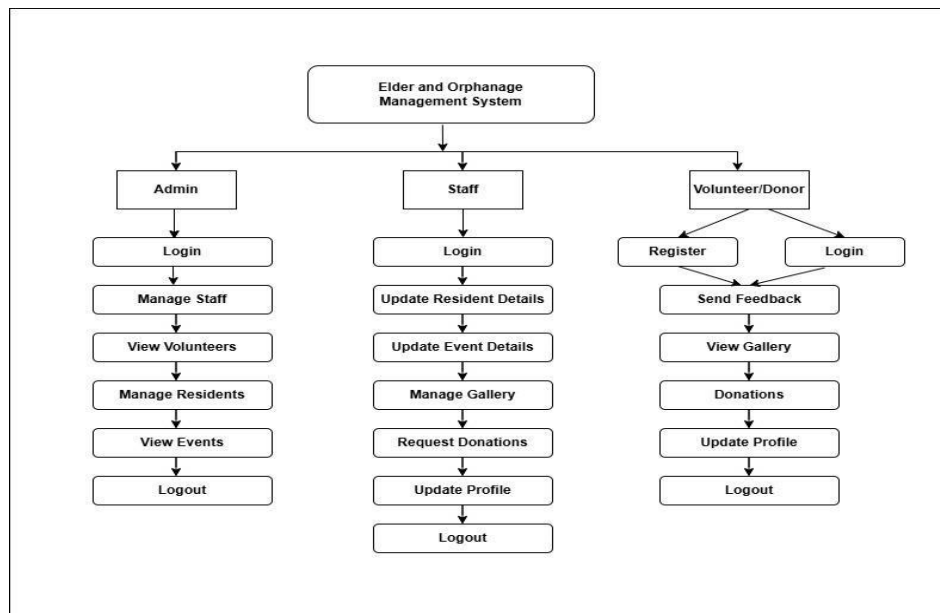 Elder and Orphanage
Management System
Admin
Staff
Volunteer/Donor
Login
Login
Register
Login
Manage Staff
Update Resident Details
Send Feedback
View Volunteers
Update Event Details
View Gallery
Manage Residents
Manage Gallery
Donations
View Events
Request Donations
Update Profile
Logout
Update Profile
Logout
Logout